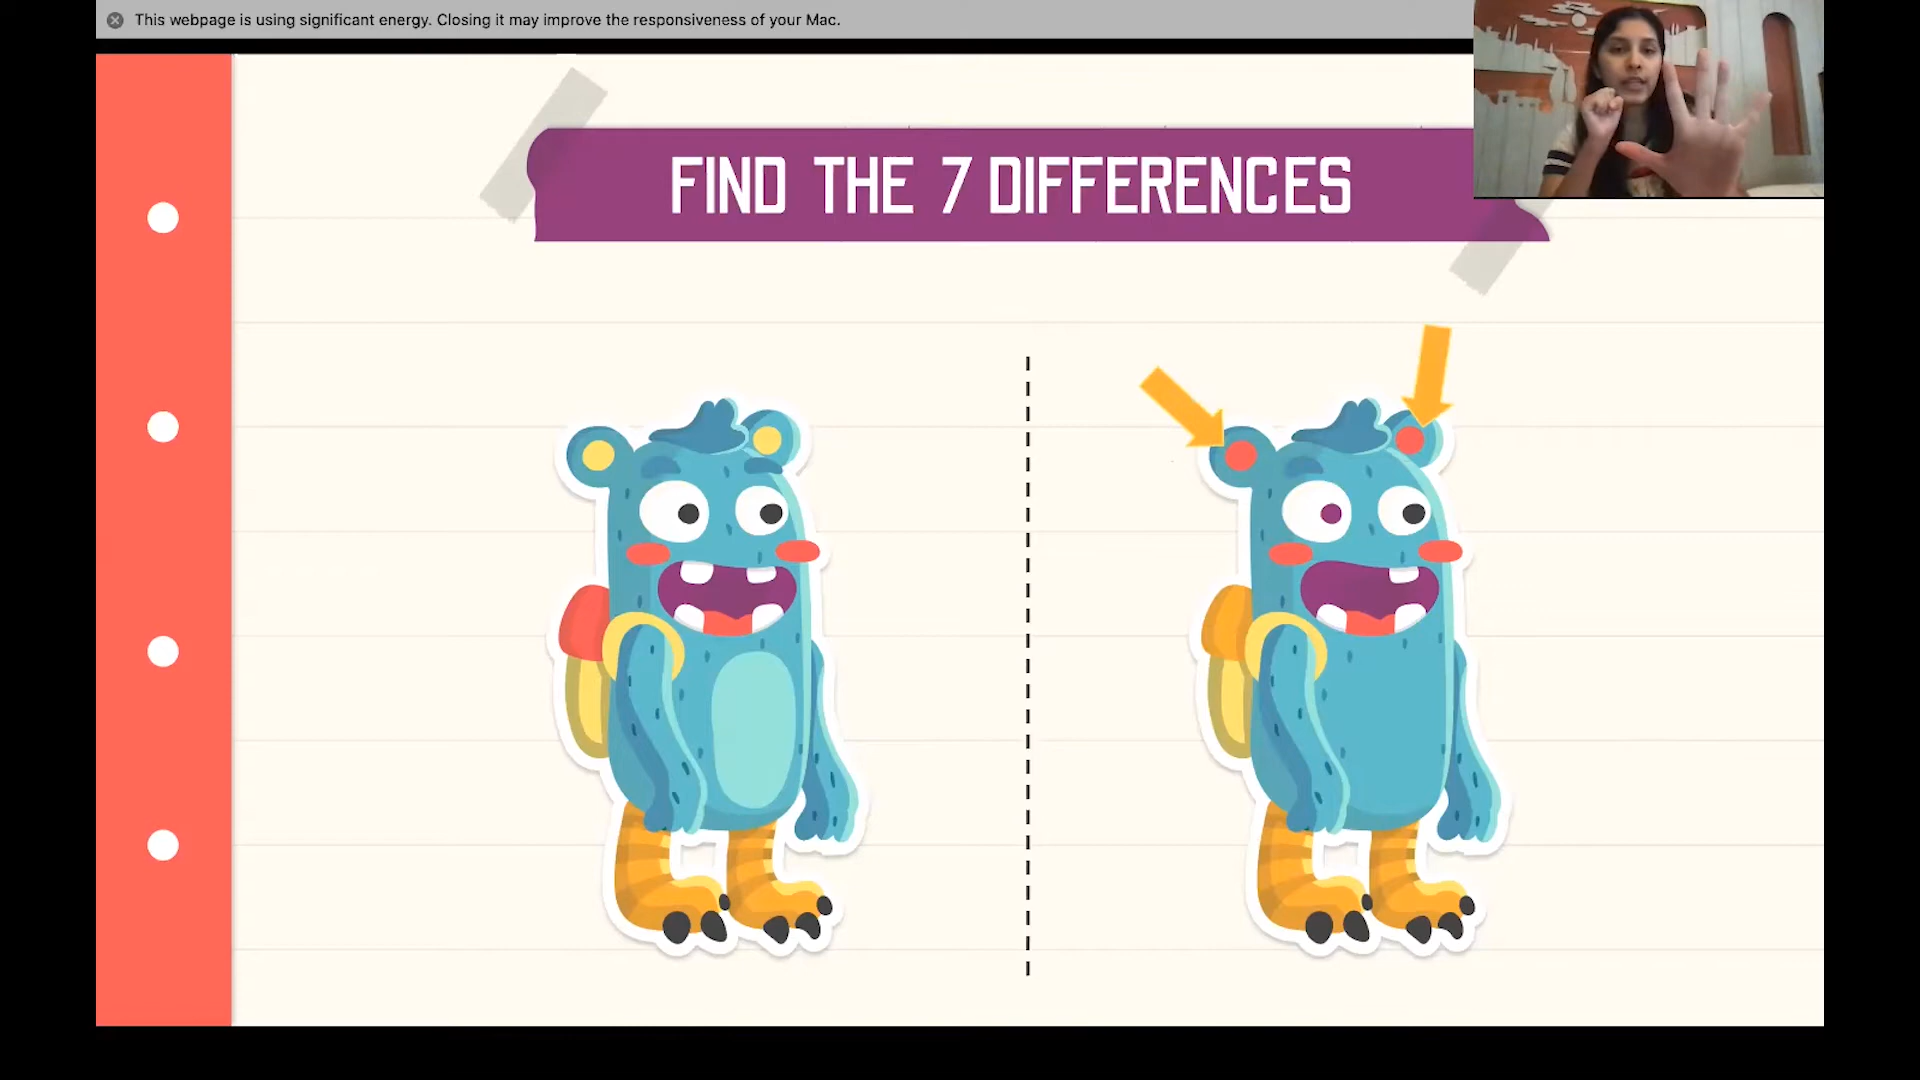 This webpage is using significant energy. Closing it may improve the responsiveness of your Mac.
FIND THE 7 DIFFERENCES